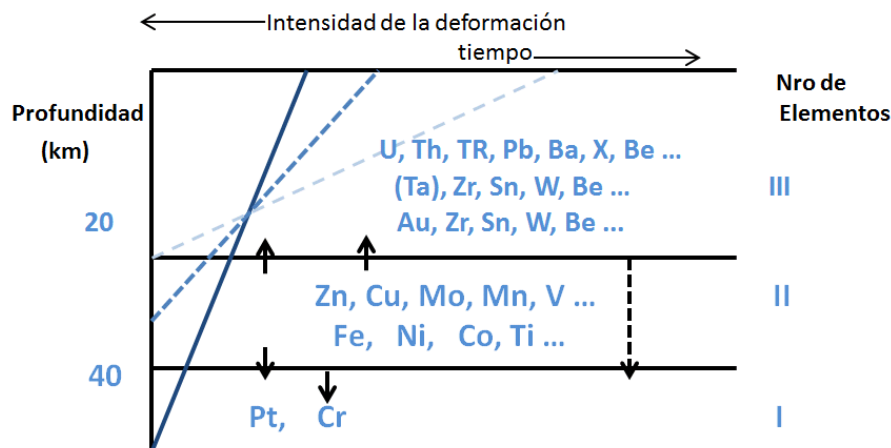 Intensidad de la deformación
tiempo
Profundidad
(km)
Nro de
Elementos
U, Th, TR, Pb, Ba, X, Be ...
(Ta), Zr, Sn, W, Be ...
III
20
Au, Zr, Sn, W, Be ...
Zn, Cu, Mo, Mn, V ...
II
Fe, Ni, Co, Ti ...
40
Pt, Cr
I